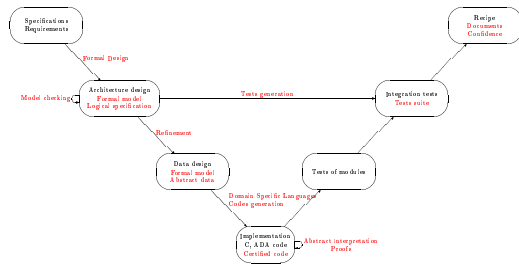 Specifications
Requirements
Recipe
Documents
Confidence
Formal Design
Architecture design
Formal model
Logical specification
Model checking
Tests generation
Integration tests
Tests suite
Refinement
Data design
Formal model
Abstract data
Tests of modules
Domain Specific Languages
Codes generation
Implementation
C, ADA code
Certified code
Abstract interpretation
Proofs